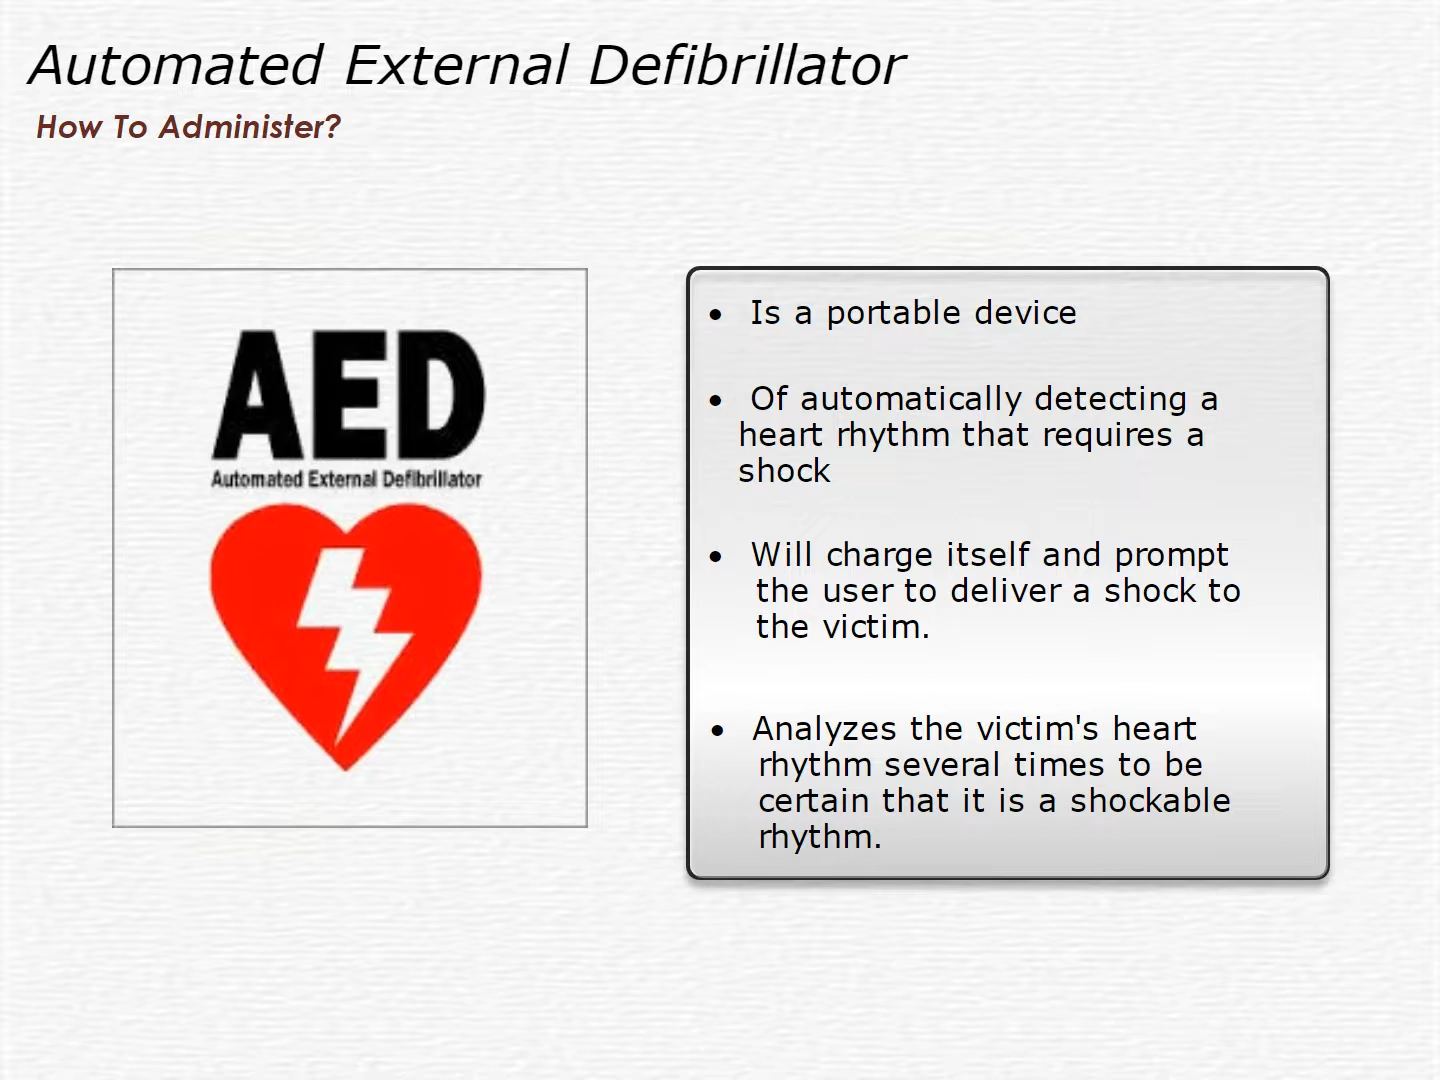 Automated External Defibrillator
How To Administer?
AED
Automated External Defibrillator
• Is a portable device
• Of automatically detecting a
heart rhythm that requires a
shock
• Will charge itself and prompt
the user to deliver a shock to
the victim.
• Analyzes the victim's heart
rhythm several times to be
certain that it is a shockable
rhythm.